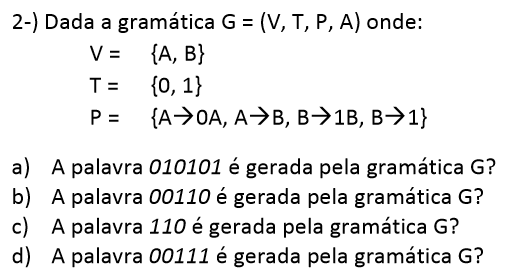 2-) Dada a gramática G = (V, T, P, A) onde:
V = {A, B}
T = {0, 1}
P = {A→0A, A→B, B→1B, B→1}
a) A palavra 010101 é gerada pela gramática G?
b) A palavra 00110 é gerada pela gramática G?
c) A palavra 110 é gerada pela gramática G?
d) A palavra 00111 é gerada pela gramática G?